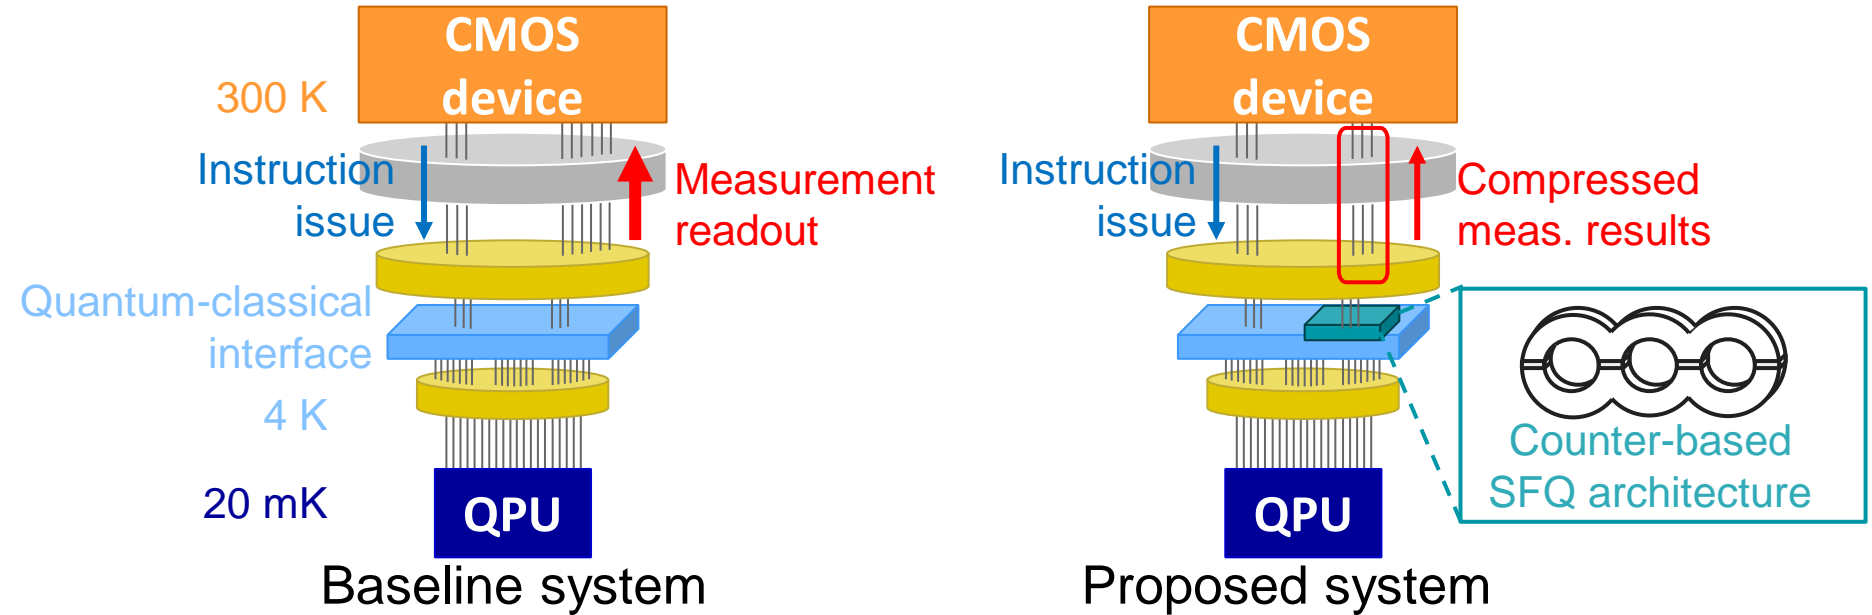 CMOS
device
300 K
Instruction
issue
Measurement
readout
Quantum-classical
interface
4 K
20 mK
QPU
Baseline system
CMOS
device
Instruction
issue
Compressed
meas. results
Counter-based
SFQ architecture
QPU
Proposed system